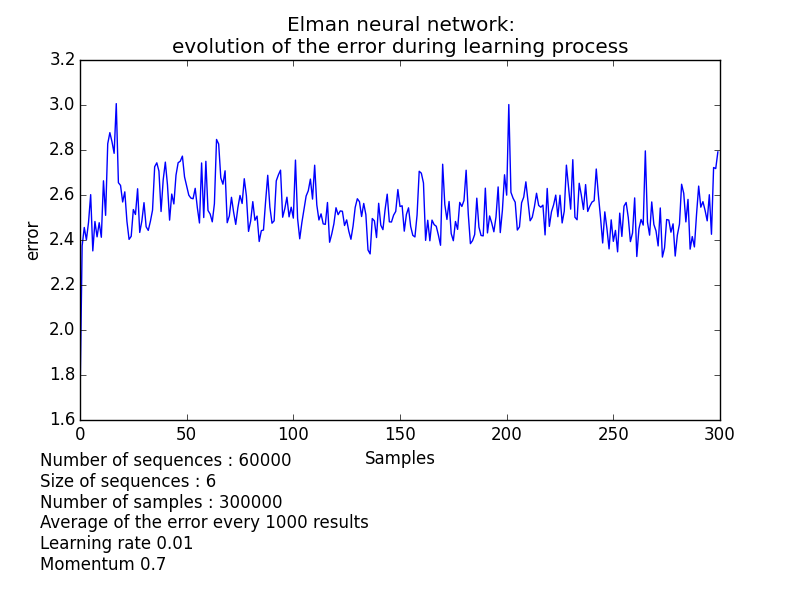 Elman neural network:
evolution of the error during learning process
3.2
3.0
2.8
2.6
2.4
2.2
2.0
1.8
1.6
error
0 50 100 150 200 250 300
Samples
Number of sequences : 60000
Size of sequences : 6
Number of samples : 300000
Average of the error every 1000 results
Learning rate 0.01
Momentum 0.7